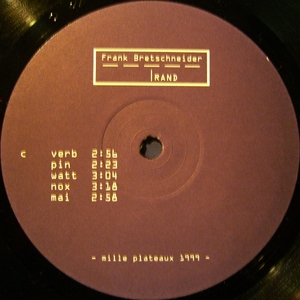 Frank Bretschneider
RAND
c verb 2:56
pin 2:23
watt 3:04
nox 3:18
mai 2:58
- mille plateaux 1999 -